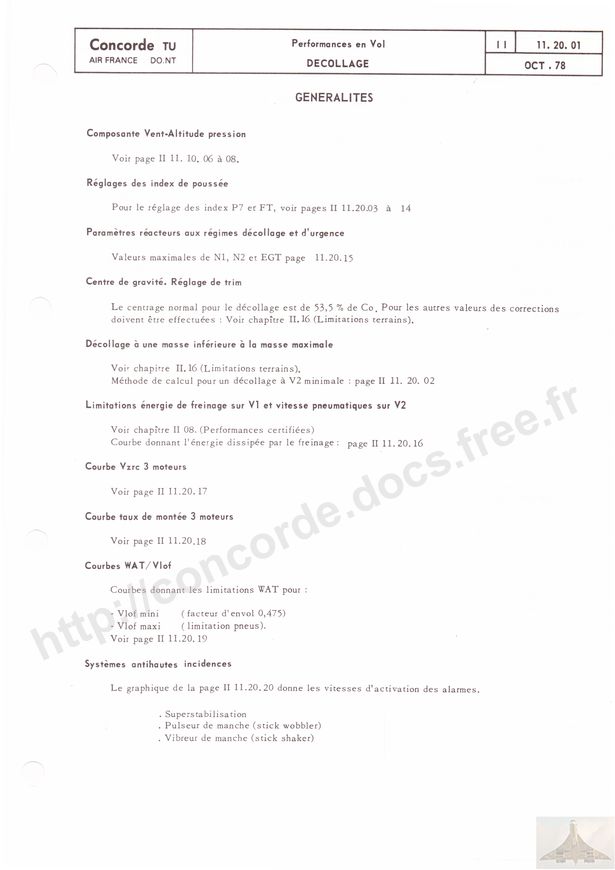 Concorde TU
AIR FRANCE DO.NT
Performances en Vol
DECOLLAGE
II
11. 20. 01
OCT . 78
GENERALITES
Composante Vent-Altitude pression
Voir page II 11. 10. 06 à 08.
Réglages des index de poussée
Pour le réglage des index P7 et FT, voir pages II 11.20.03 à 14
Paramètres réacteurs aux régimes décollage et d'urgence
Valeurs maximales de N1, N2 et EGT page 11.20.15
Centre de gravité. Réglage de trim
Le centrage normal pour le décollage est de 53,5 % de Co. Pour les autres valeurs des corrections
doivent être effectuées : Voir chapître II.16 (Limitations terrains).
Décollage à une masse inférieure à la masse maximale
Voir chapitre II.16 (Limitations terrains).
Méthode de calcul pour un décollage à V2 minimale : page II 11. 20. 02
Limitations énergie de freinage sur V1 et vitesse pneumatiques sur V2
Voir chapître II 08. (Performances certifiées)
Courbe donnant l'énergie dissipée par le freinage : page II 11.20.16
Courbe Vzrc 3 moteurs
Voir page II 11.20.17
Courbe taux de montée 3 moteurs
Voir page II 11.20.18
Courbes WAT/Vlof
Courbes donnant les limitations WAT pour :
- Vlof mini (facteur d'envol 0,475)
- Vlof maxi (limitation pneus).
Voir page II 11.20.19
Systèmes antihautes incidences
Le graphique de la page II 11.20.20 donne les vitesses d'activation des alarmes.
. Superstabilisation
. Pulseur de manche (stick wobbler)
. Vibreur de manche (stick shaker)
http://concorde.docs.free.fr